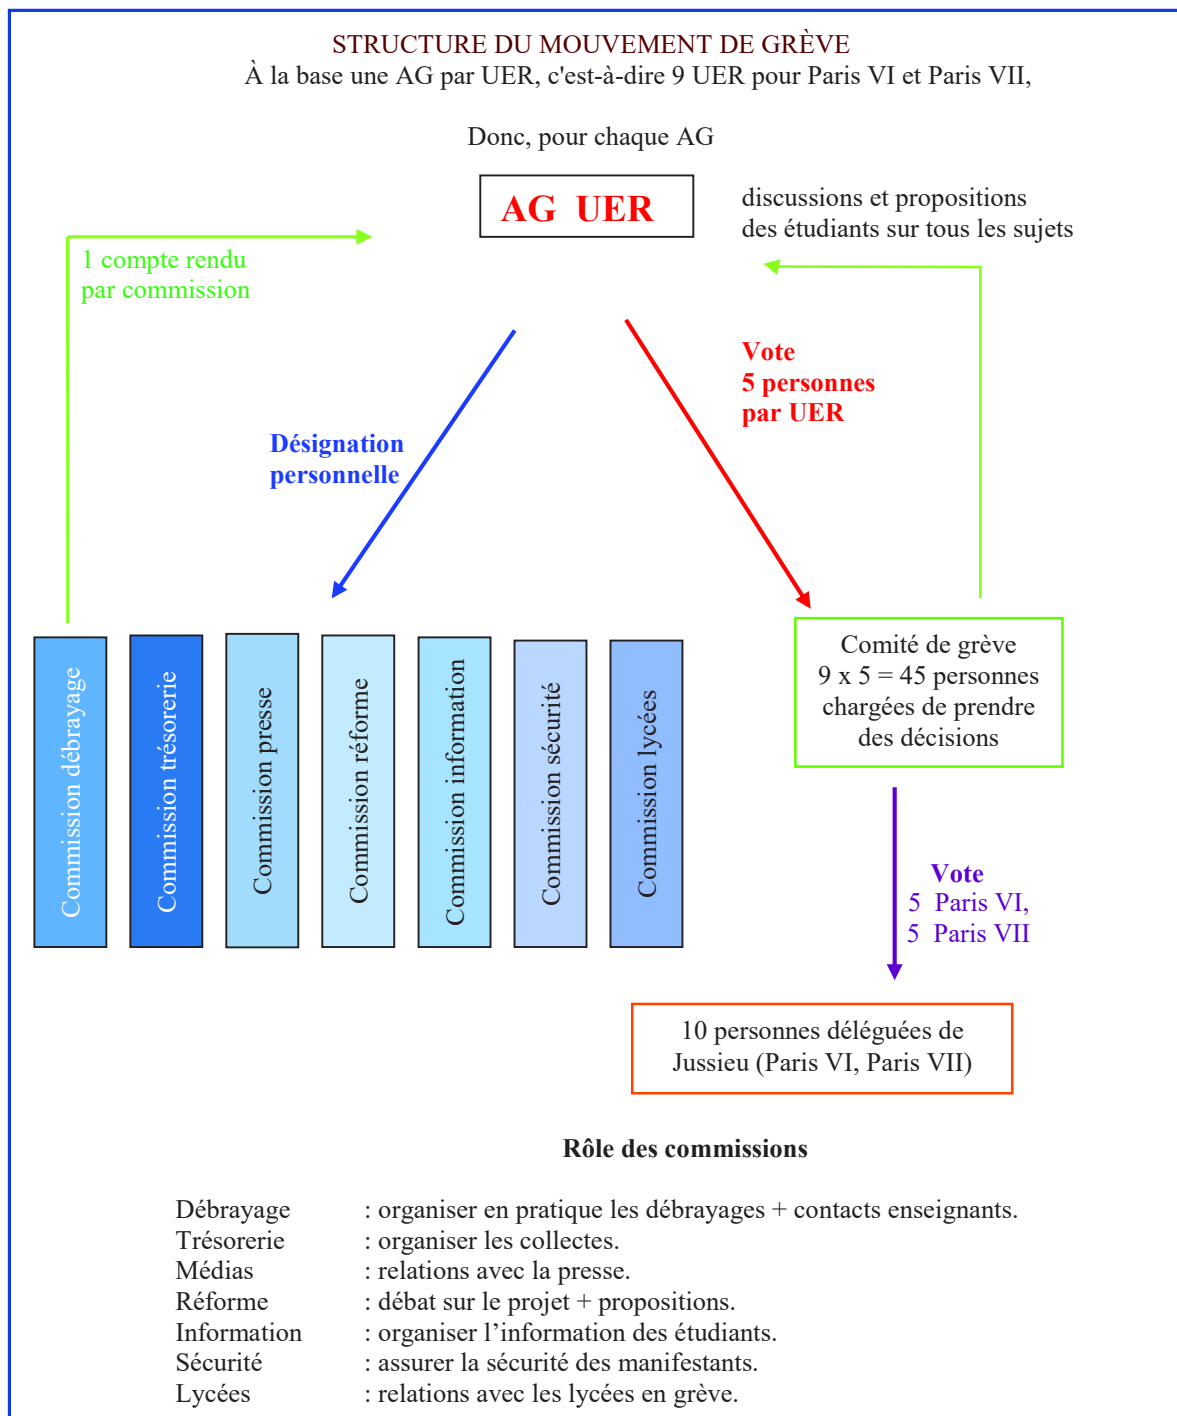 STRUCTURE DU MOUVEMENT DE GRÈVE
À la base une AG par UER, c'est-à-dire 9 UER pour Paris VI et Paris VII,
Donc, pour chaque AG
AG UER
discussions et propositions
des étudiants sur tous les sujets
1 compte rendu
par commission
Vote
5 personnes
par UER
Désignation
personnelle
Commission débrayage
Commission trésorerie
Commission presse
Commission réforme
Commission information
Commission sécurité
Commission lycées
Comité de grève
9 x 5 = 45 personnes
chargées de prendre
des décisions
Vote
5 Paris VI,
5 Paris VII
10 personnes déléguées de
Jussieu (Paris VI, Paris VII)
Rôle des commissions
Débrayage : organiser en pratique les débrayages + contacts enseignants.
Trésorerie : organiser les collectes.
Médias : relations avec la presse.
Réforme : débat sur le projet + propositions.
Information : organiser l’information des étudiants.
Sécurité : assurer la sécurité des manifestants.
Lycées : relations avec les lycées en grève.